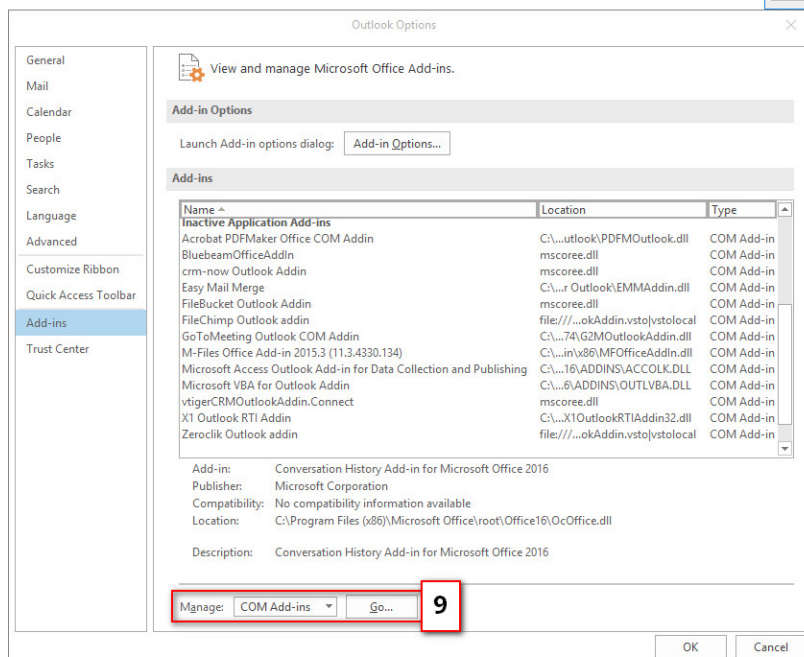 Outlook Options
General
Mail
Calendar
People
Tasks
Search
Language
Advanced
Customize Ribbon
Quick Access Toolbar
Add-ins
Trust Center
View and manage Microsoft Office Add-ins.
Add-in Options
Launch Add-in options dialog: Add-in Options...
Add-ins
Name Location Type
Inactive Application Add-ins
Acrobat PDFMaker Office COM Addin C:\...utlook\PDFMOutlook.dll COM Add-in
BluebeamOfficeAddIn mscoree.dll COM Add-in
crm-now Outlook Addin mscoree.dll COM Add-in
Easy Mail Merge C:\...r Outlook\EMMAddin.dll COM Add-in
FileBucket Outlook Addin mscoree.dll COM Add-in
FileChimp Outlook addin file:///...okAddin.vsto|vstolocal COM Add-in
GoToMeeting Outlook COM Addin C:\...74\G2MOutlookAddin.dll COM Add-in
M-Files Office Add-in 2015.3 (11.3.4330.134) C:\...in\x86\MFOfficeAddIn.dll COM Add-in
Microsoft Access Outlook Add-in for Data Collection and Publishing C:\...16\ADDINS\ACCOLK.DLL COM Add-in
Microsoft VBA for Outlook Addin C:\...6\ADDINS\OUTLVBA.DLL COM Add-in
vtigerCRMOutlookAddin.Connect mscoree.dll COM Add-in
X1 Outlook RTI Addin C:\...X1OutlookRTIAddin32.dll COM Add-in
Zeroclik Outlook addin file:///...okAddin.vsto|vstolocal COM Add-in
Add-in: Conversation History Add-in for Microsoft Office 2016
Publisher: Microsoft Corporation
Compatibility: No compatibility information available
Location: C:\Program Files (x86)\Microsoft Office\root\Office16\OcOffice.dll
Description: Conversation History Add-in for Microsoft Office 2016
Manage: COM Add-ins Go... 9
OK Cancel